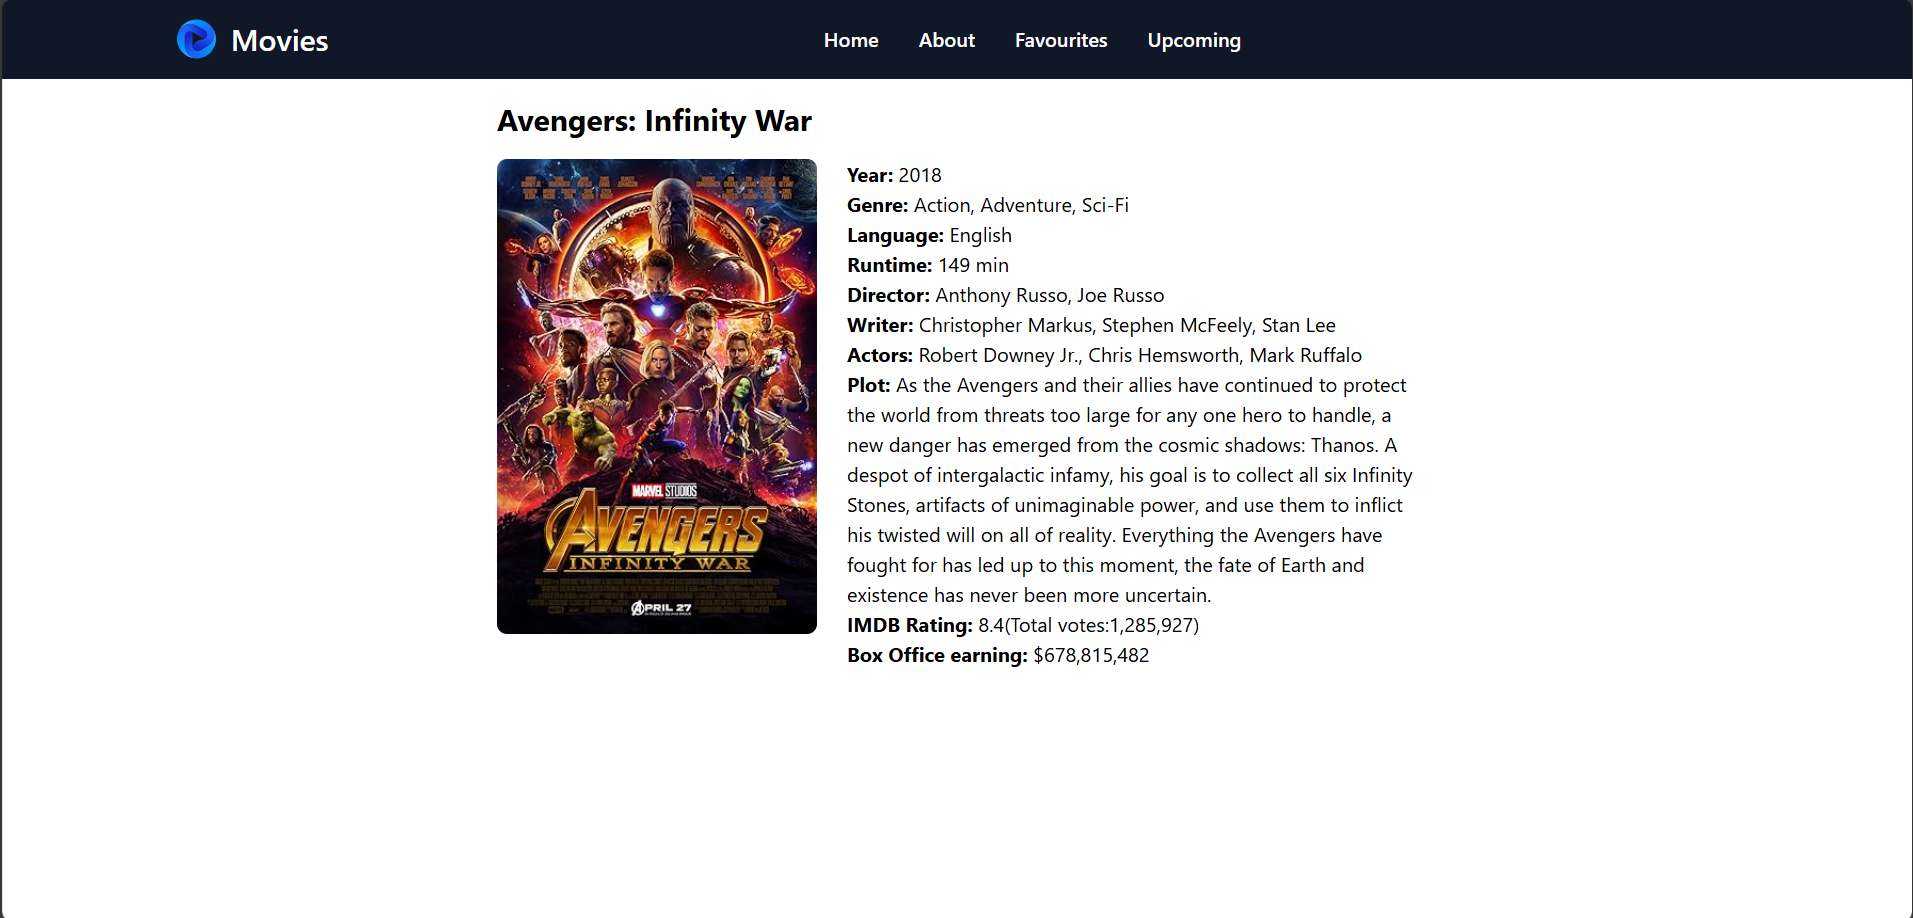 Movies
Home
About
Favourites
Upcoming
Avengers: Infinity War
MARVEL STUDIOS
AVENGERS
INFINITY WAR
APRIL 27
Year: 2018
Genre: Action, Adventure, Sci-Fi
Language: English
Runtime: 149 min
Director: Anthony Russo, Joe Russo
Writer: Christopher Markus, Stephen McFeely, Stan Lee
Actors: Robert Downey Jr., Chris Hemsworth, Mark Ruffalo
Plot: As the Avengers and their allies have continued to protect
the world from threats too large for any one hero to handle, a
new danger has emerged from the cosmic shadows: Thanos. A
despot of intergalactic infamy, his goal is to collect all six Infinity
Stones, artifacts of unimaginable power, and use them to inflict
his twisted will on all of reality. Everything the Avengers have
fought for has led up to this moment, the fate of Earth and
existence has never been more uncertain.
IMDB Rating: 8.4(Total votes:1,285,927)
Box Office earning: $678,815,482